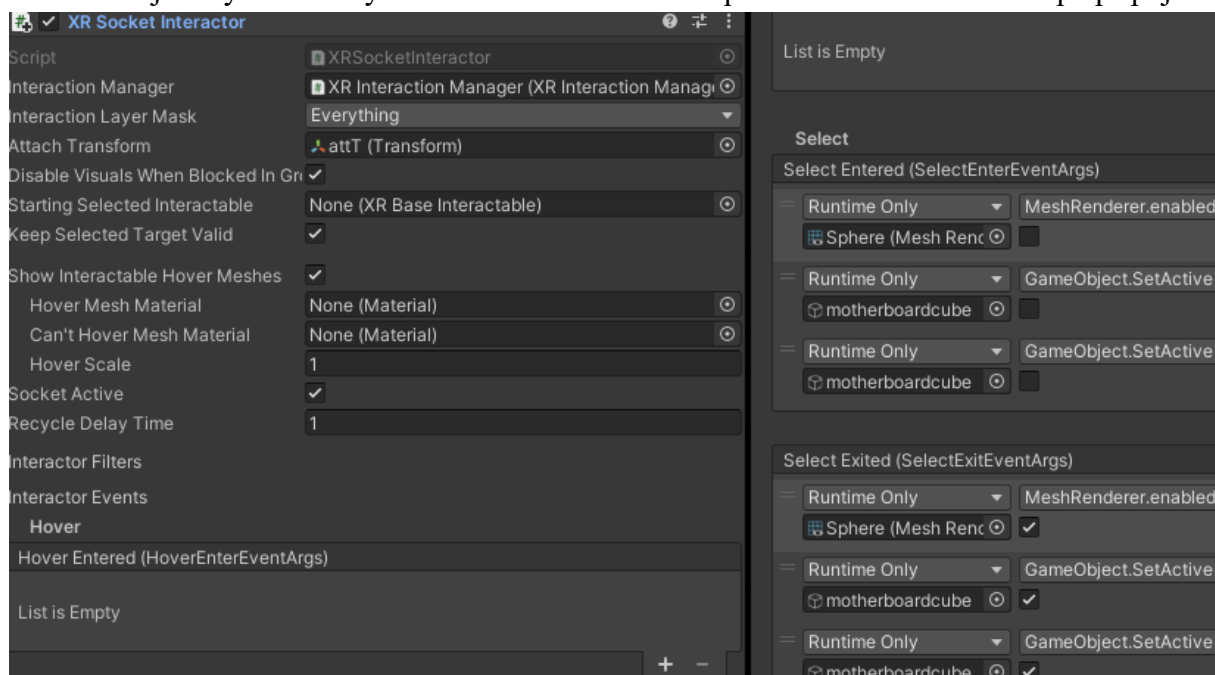 XR Socket Interactor
Script XRSocketInteractor
Interaction Manager XR Interaction Manager (XR Interaction Manag
Interaction Layer Mask Everything
Attach Transform attT (Transform)
Disable Visuals When Blocked In Gr
Starting Selected Interactable None (XR Base Interactable)
Keep Selected Target Valid
Show Interactable Hover Meshes
Hover Mesh Material None (Material)
Can't Hover Mesh Material None (Material)
Hover Scale 1
Socket Active
Recycle Delay Time 1
Interactor Filters
Interactor Events
Hover
Hover Entered (HoverEnterEventArgs)
List is Empty
+ −
List is Empty
Select
Select Entered (SelectEnterEventArgs)
Runtime Only MeshRenderer.enabled
Sphere (Mesh Rend
Runtime Only GameObject.SetActive
motherboardcube
Runtime Only GameObject.SetActive
motherboardcube
Select Exited (SelectExitEventArgs)
Runtime Only MeshRenderer.enabled
Sphere (Mesh Rend
Runtime Only GameObject.SetActive
motherboardcube
Runtime Only GameObject.SetActive
motherboardcube